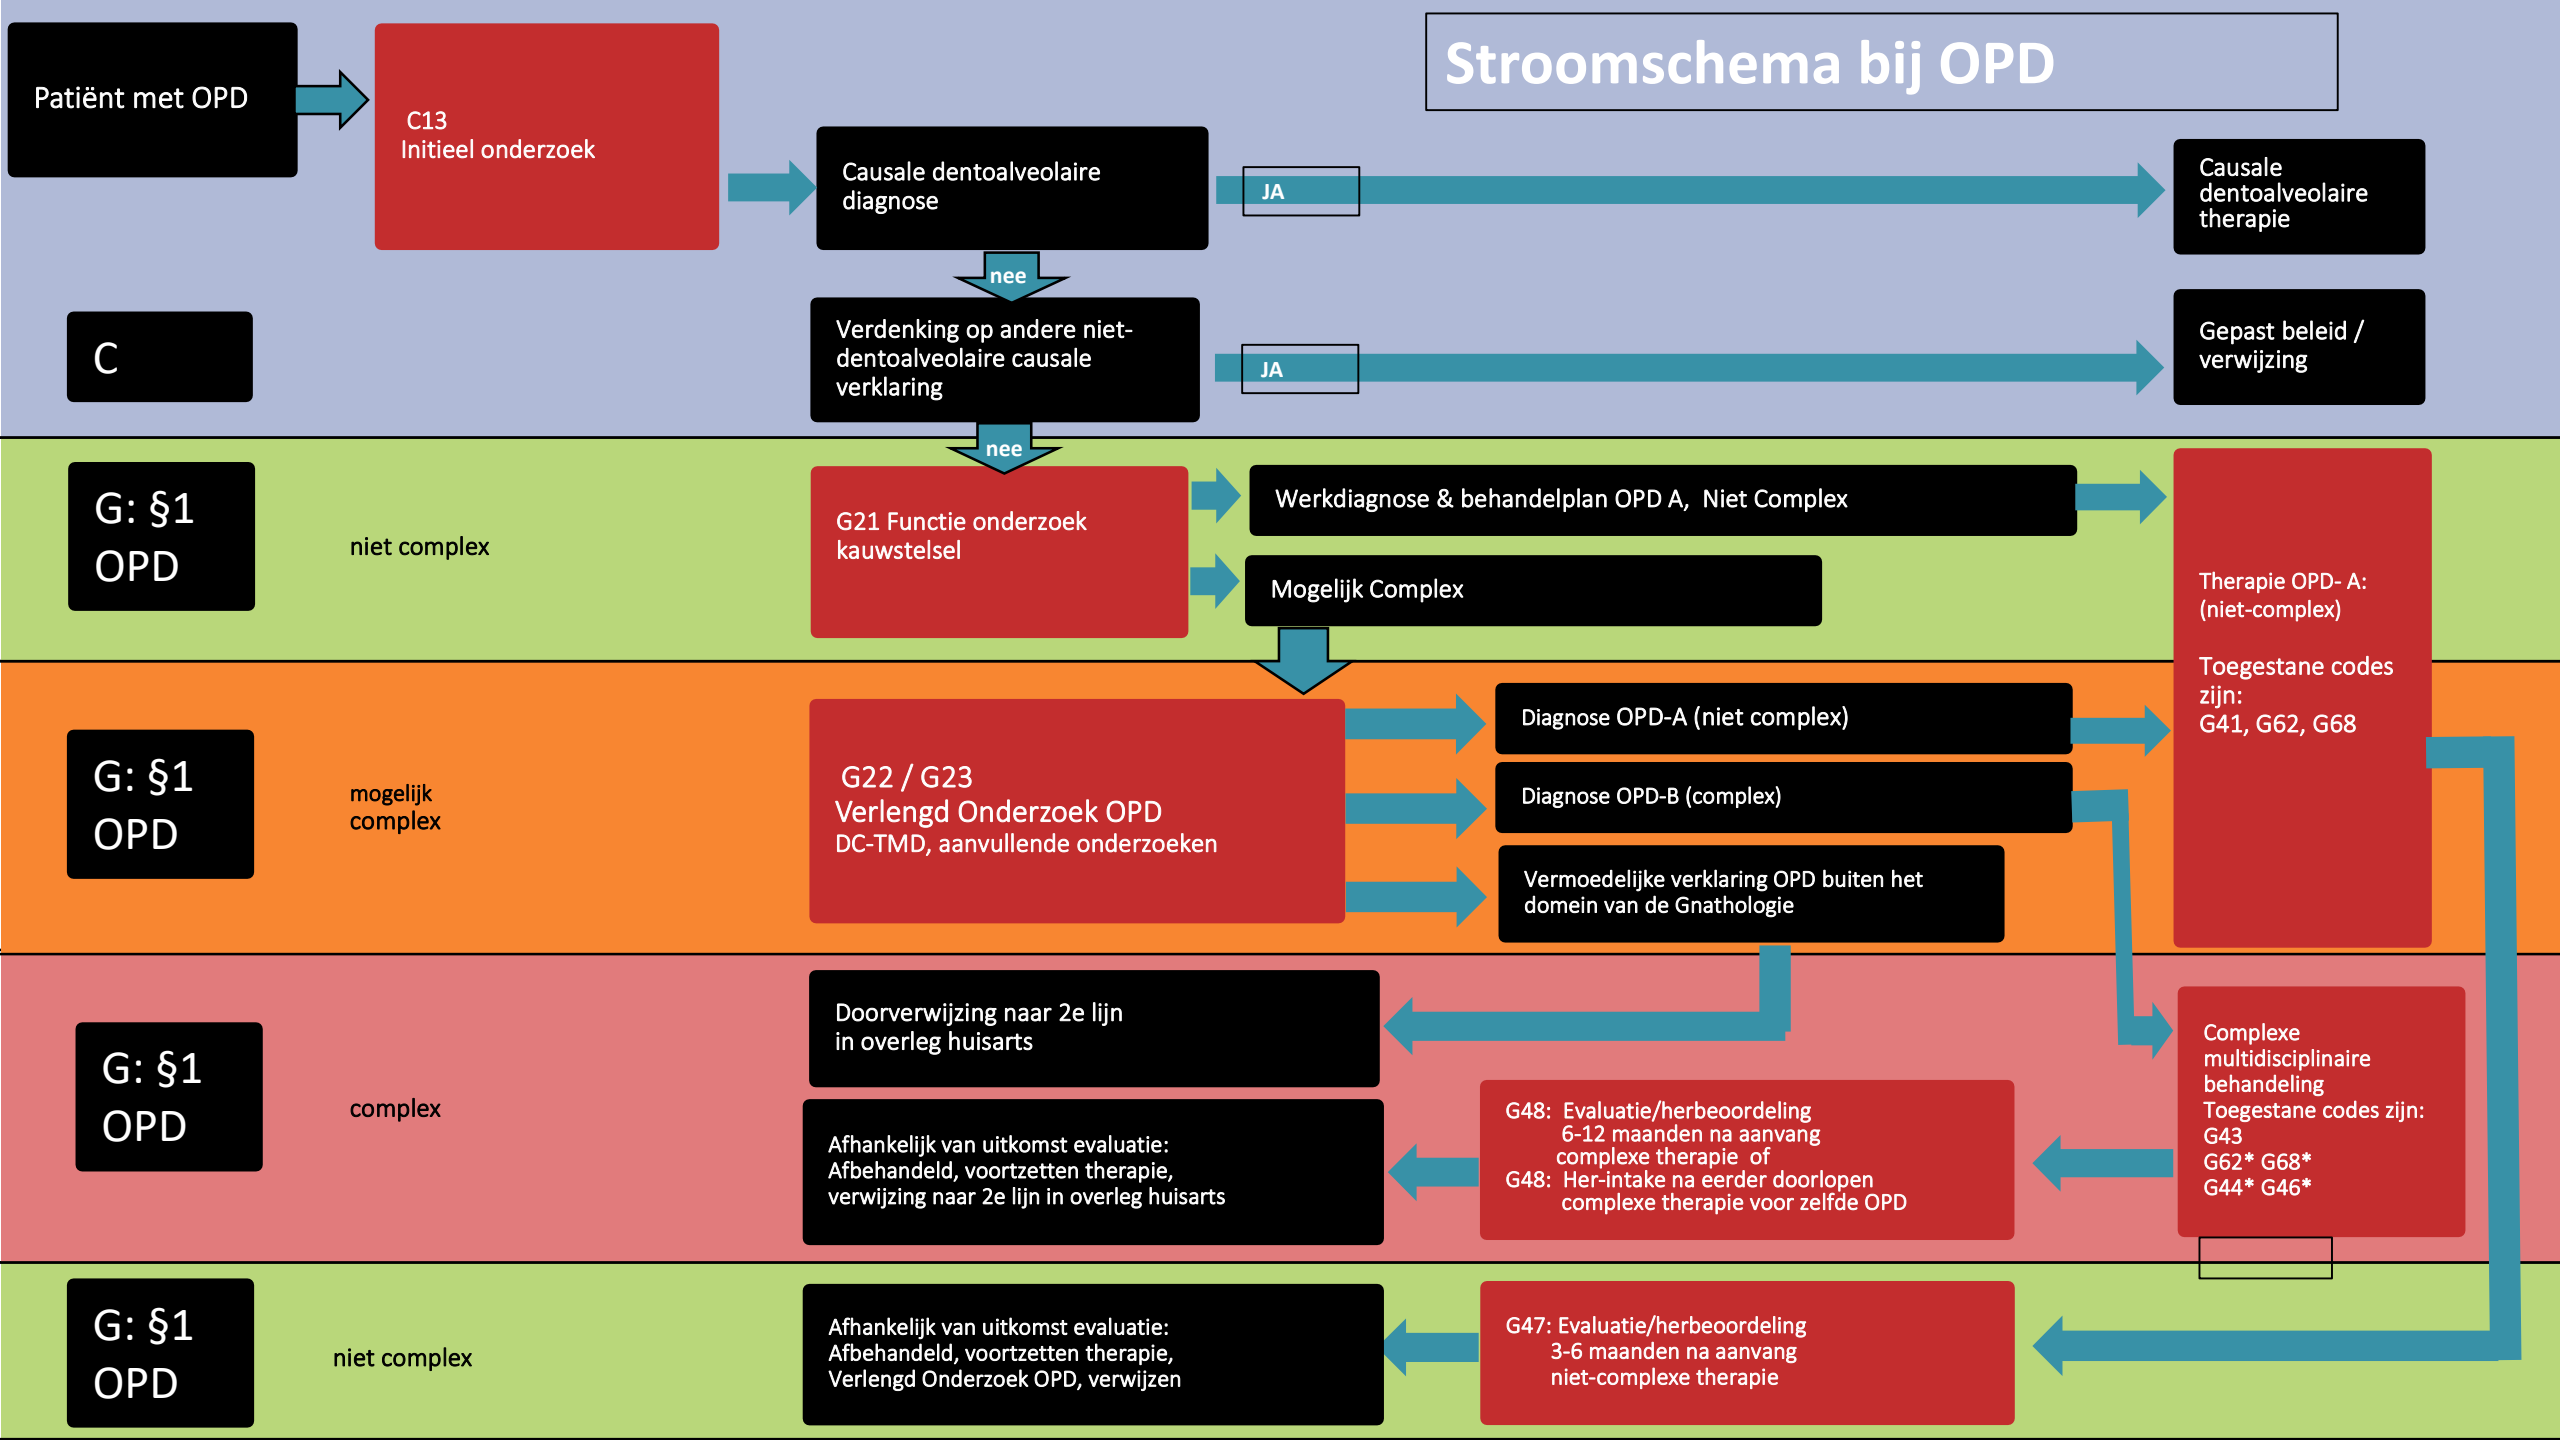 Stroomschema bij OPD
Patiënt met OPD
C13
Initieel onderzoek
Causale dentoalveolaire
diagnose
JA
Causale
dentoalveolaire
therapie
nee
C
Verdenking op andere niet-
dentoalveolaire causale
verklaring
JA
Gepast beleid /
verwijzing
nee
G: §1
OPD
niet complex
G21 Functie onderzoek
kauwstelsel
Werkdiagnose & behandelplan OPD A, Niet Complex
Mogelijk Complex
Therapie OPD- A:
(niet-complex)
Toegestane codes
zijn:
G41, G62, G68
G: §1
OPD
mogelijk
complex
G22 / G23
Verlengd Onderzoek OPD
DC-TMD, aanvullende onderzoeken
Diagnose OPD-A (niet complex)
Diagnose OPD-B (complex)
Vermoedelijke verklaring OPD buiten het
domein van de Gnathologie
G: §1
OPD
complex
Doorverwijzing naar 2e lijn
in overleg huisarts
Complexe
multidisciplinaire
behandeling
Toegestane codes zijn:
G43
G62* G68*
G44* G46*
G48: Evaluatie/herbeoordeling
6-12 maanden na aanvang
complexe therapie of
G48: Her-intake na eerder doorlopen
complexe therapie voor zelfde OPD
Afhankelijk van uitkomst evaluatie:
Afbehandeld, voortzetten therapie,
verwijzing naar 2e lijn in overleg huisarts
G: §1
OPD
niet complex
Afhankelijk van uitkomst evaluatie:
Afbehandeld, voortzetten therapie,
Verlengd Onderzoek OPD, verwijzen
G47: Evaluatie/herbeoordeling
3-6 maanden na aanvang
niet-complexe therapie